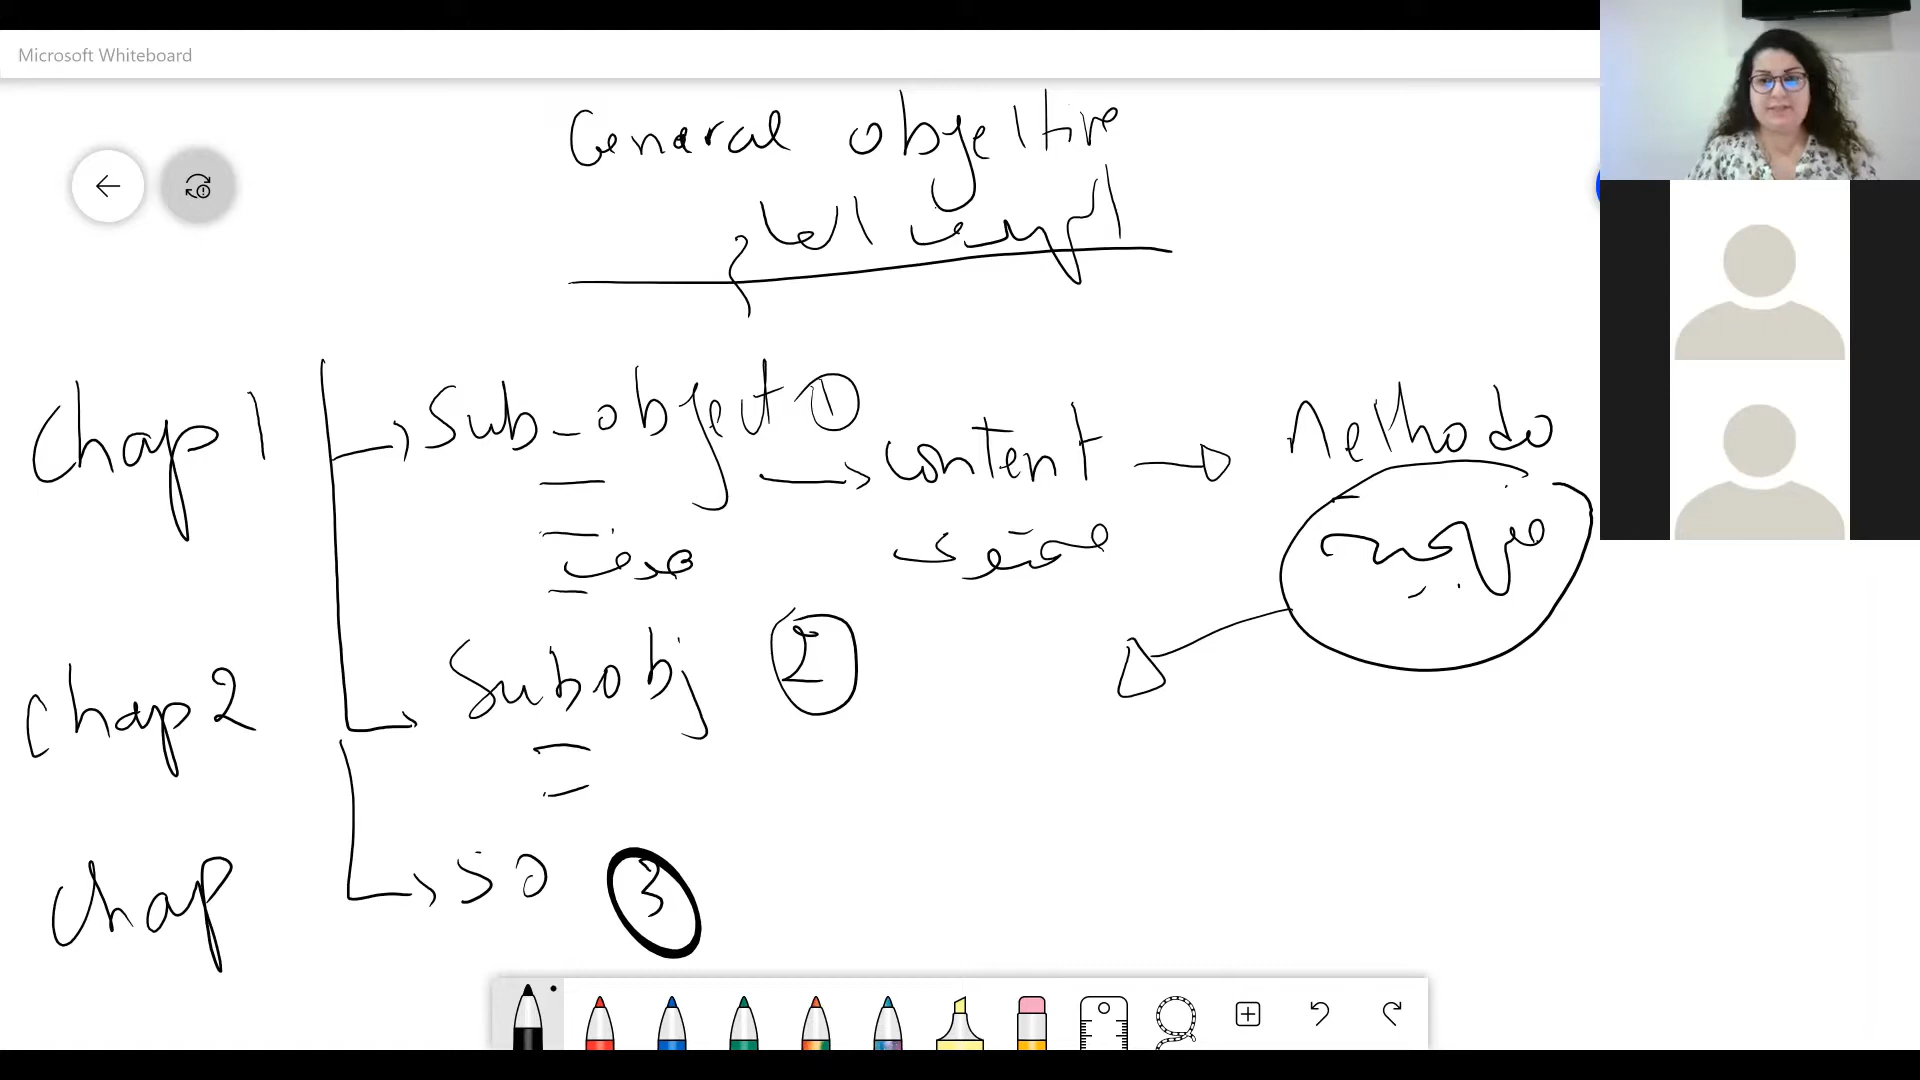 Microsoft Whiteboard
General objective
الهدف العام
Chap 1
Sub-object 1
content
Methodo
هدف
محتوى
منهجية
Chap 2
Subobj 2
Chap
SO 3